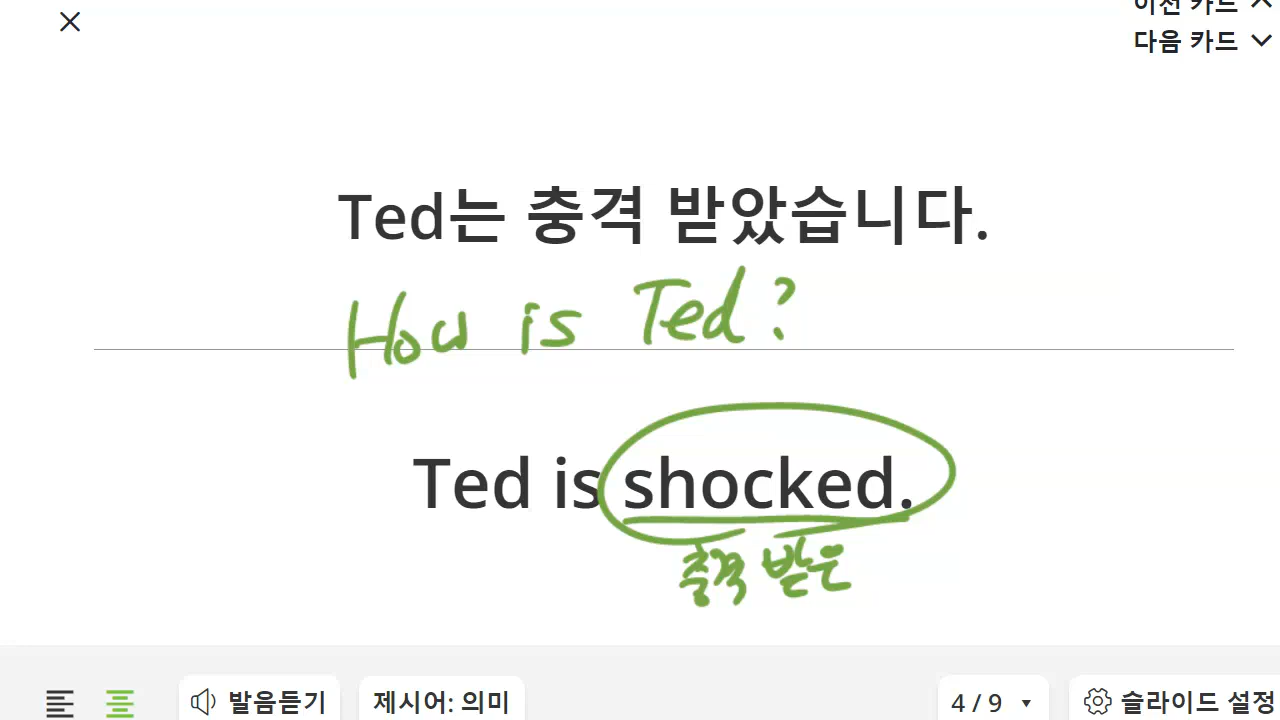 이전 카드
다음 카드
Ted는 충격 받았습니다.
How is Ted?
Ted is shocked.
충격 받은
발음듣기
제시어: 의미
4 / 9
슬라이드 설정